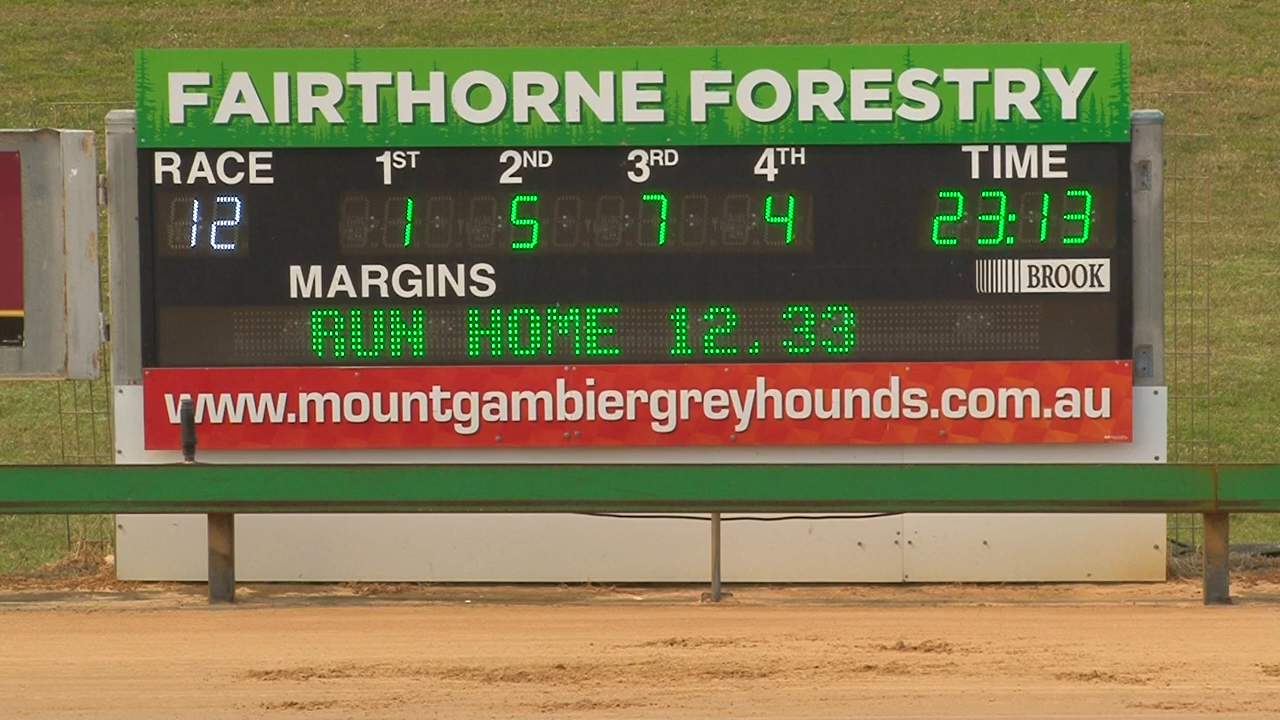 FAIRTHORNE FORESTRY
RACE 1ST 2ND 3RD 4TH TIME
12 1 5 7 4 23:13
MARGINS
BROOK
RUN HOME 12.33
www.mountgambiergreyhounds.com.au